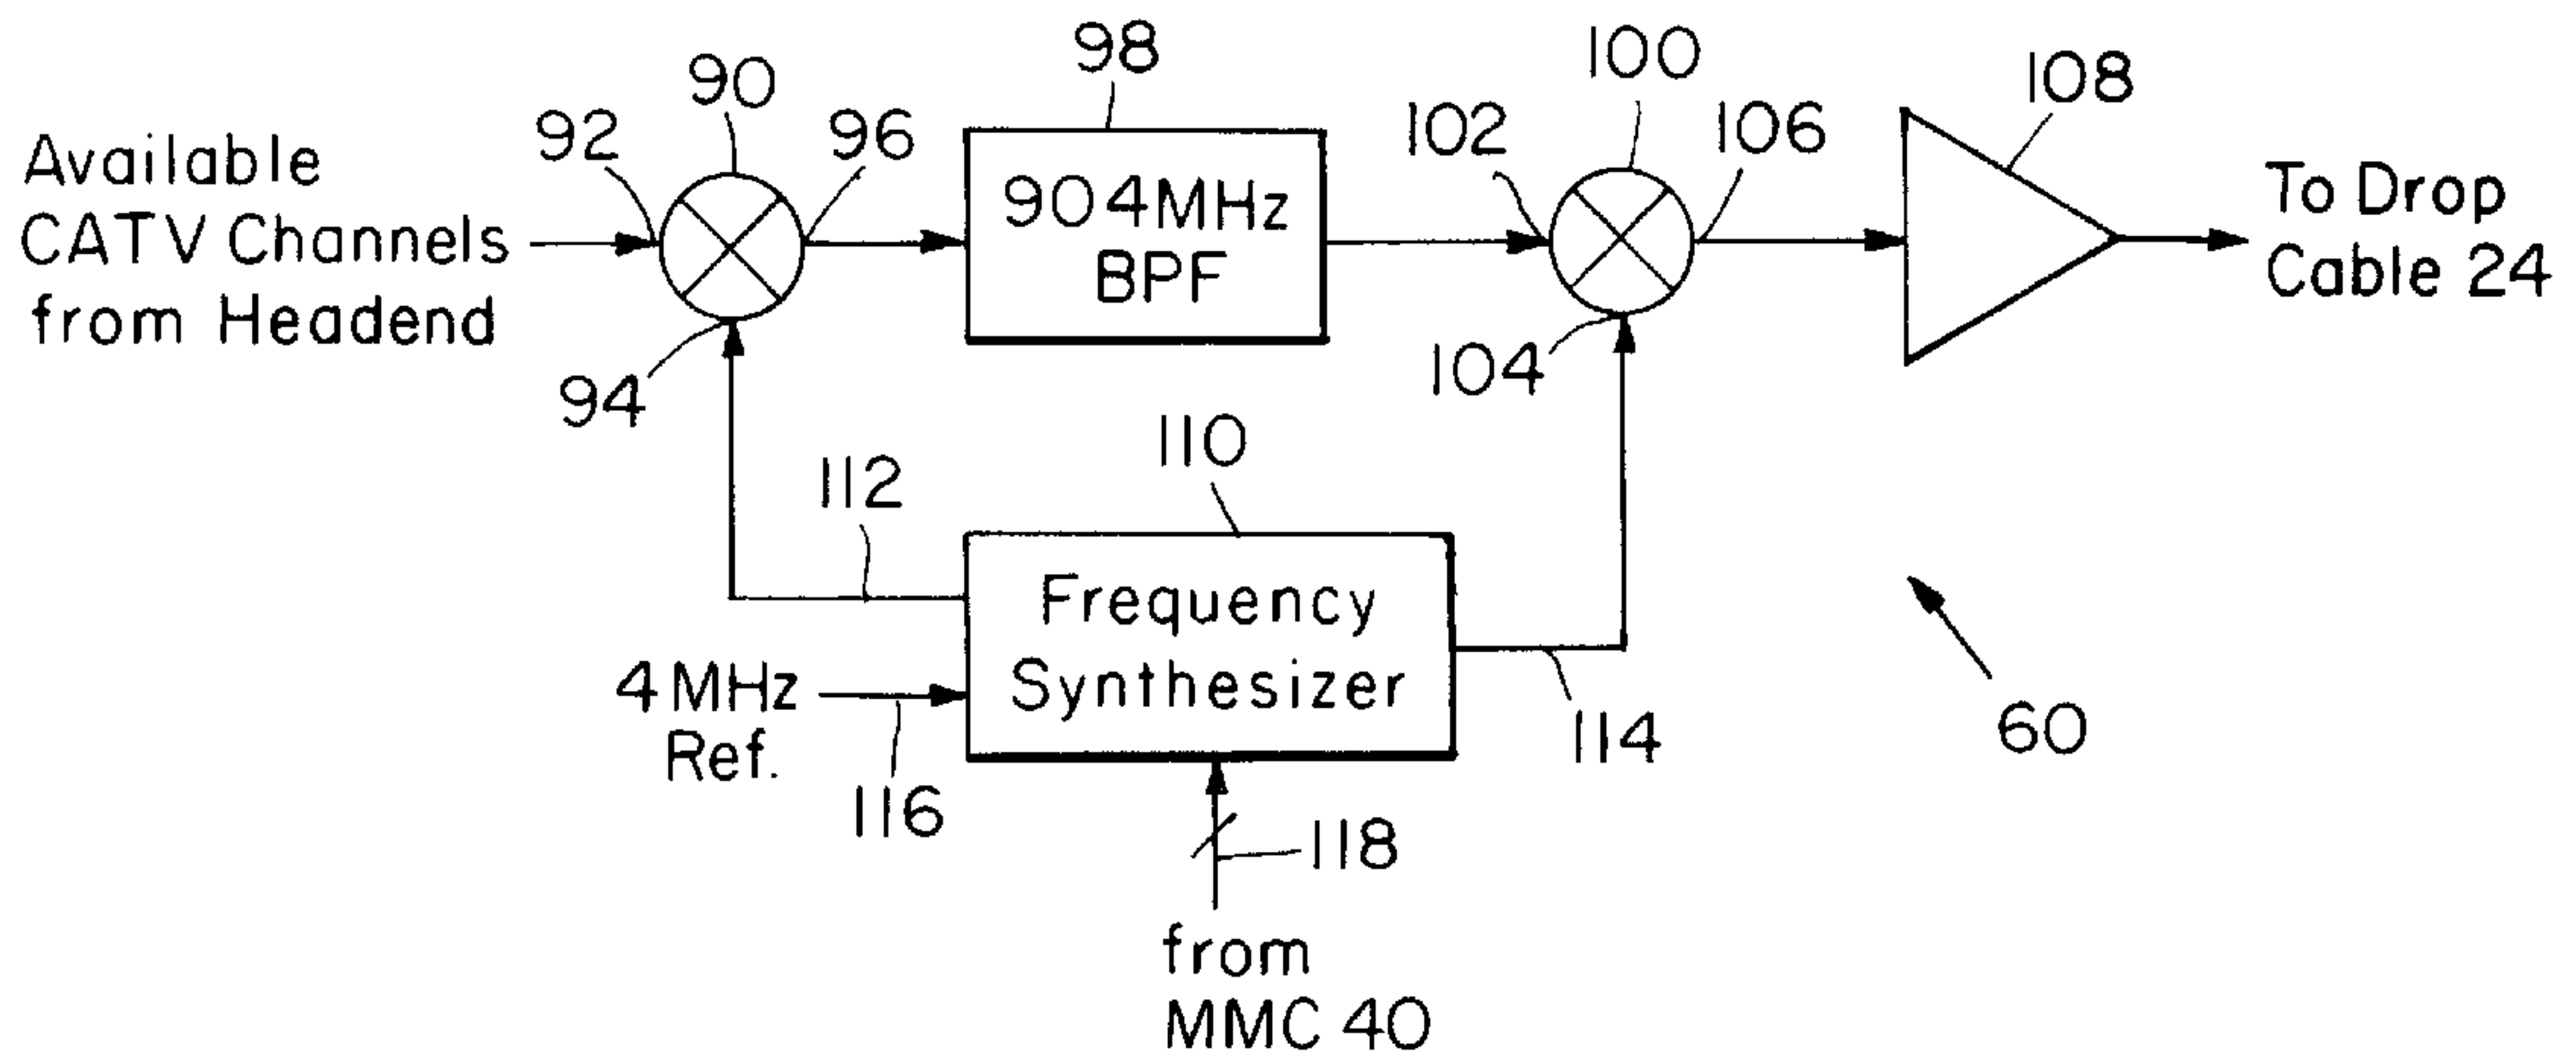 98
100
90
108
92
96
102
106
Available
CATV Channels
from Headend
904MHz
BPF
To Drop
Cable 24
94
104
110
112
Frequency
Synthesizer
4MHz
Ref.
116
114
60
118
from
MMC 40